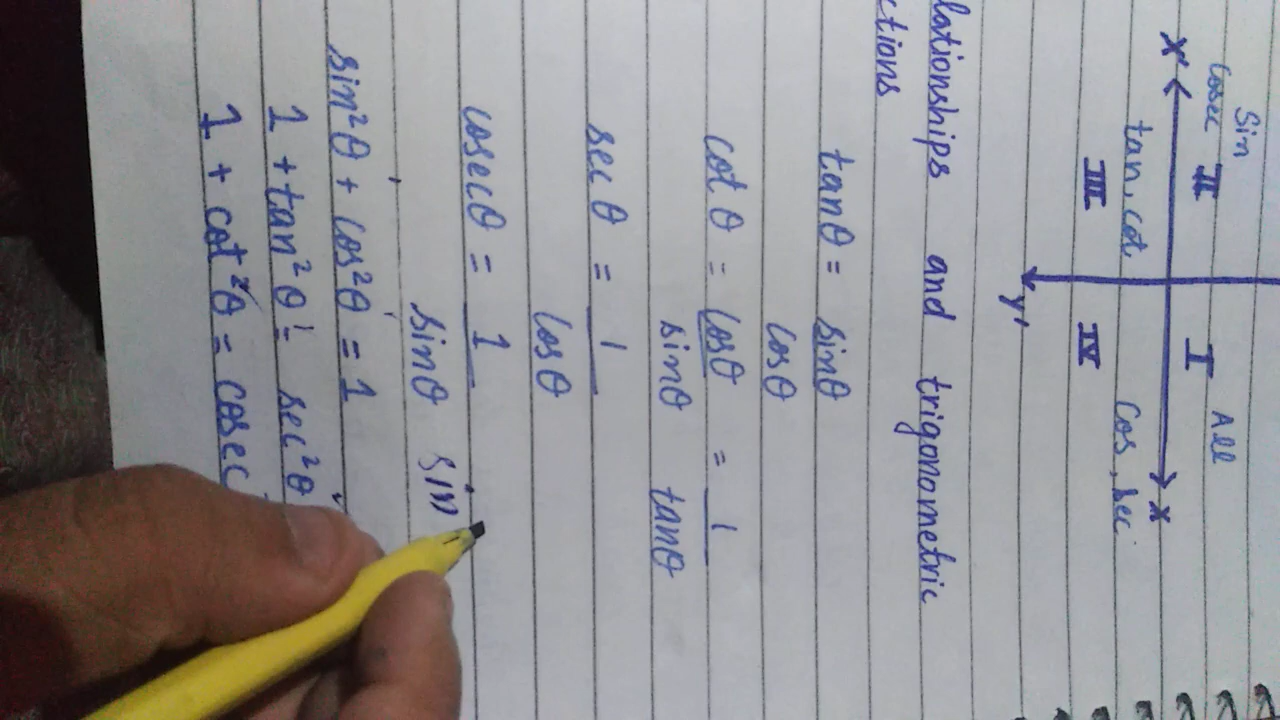 Sin All
Cosec II I
X' X
tan, cot Cos, Sec
III IV
y'
lationships and trigonometric
ctions
tanθ = sinθ
cosθ
cotθ = cosθ = 1
sinθ tanθ
secθ = 1
cosθ
cosecθ = 1
sinθ sin
sin²θ + cos²θ = 1
1 + tan²θ = sec²θ
1 + cot²θ = cosec